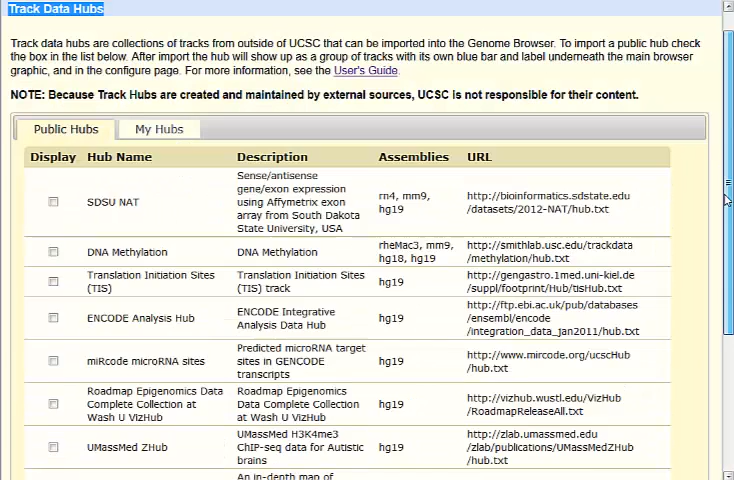 Track Data Hubs
Track data hubs are collections of tracks from outside of UCSC that can be imported into the Genome Browser. To import a public hub check
the box in the list below. After import the hub will show up as a group of tracks with its own blue bar and label underneath the main browser
graphic, and in the configure page. For more information, see the User's Guide.
NOTE: Because Track Hubs are created and maintained by external sources, UCSC is not responsible for their content.
Public Hubs My Hubs
Display Hub Name Description Assemblies URL
SDSU NAT
Sense/antisense
gene/exon expression
using Affymetrix exon
array from South Dakota
State University, USA
rn4, mm9,
hg19
http://bioinformatics.sdstate.edu
/datasets/2012-NAT/hub.txt
DNA Methylation
DNA Methylation
rheMac3, mm9,
hg18, hg19
http://smithlab.usc.edu/trackdata
/methylation/hub.txt
Translation Initiation Sites
(TIS)
Translation Initiation Sites
(TIS) track
hg19
http://gengastro.1med.uni-kiel.de
/suppl/footprint/Hub/tisHub.txt
ENCODE Analysis Hub
ENCODE Integrative
Analysis Data Hub
hg19
http://ftp.ebi.ac.uk/pub/databases
/ensembl/encode
/integration_data_jan2011/hub.txt
miRcode microRNA sites
Predicted microRNA target
sites in GENCODE
transcripts
hg19
http://www.mircode.org/ucscHub
/hub.txt
Roadmap Epigenomics Data
Complete Collection at
Wash U VizHub
Roadmap Epigenomics
Data Complete Collection
at Wash U VizHub
hg19
http://vizhub.wustl.edu/VizHub
/RoadmapReleaseAll.txt
UMassMed ZHub
UMassMed H3K4me3
ChIP-seq data for Autistic
brains
hg19
http://zlab.umassmed.edu
/zlab/publications/UMassMedZHub
/hub.txt
An in-depth map of